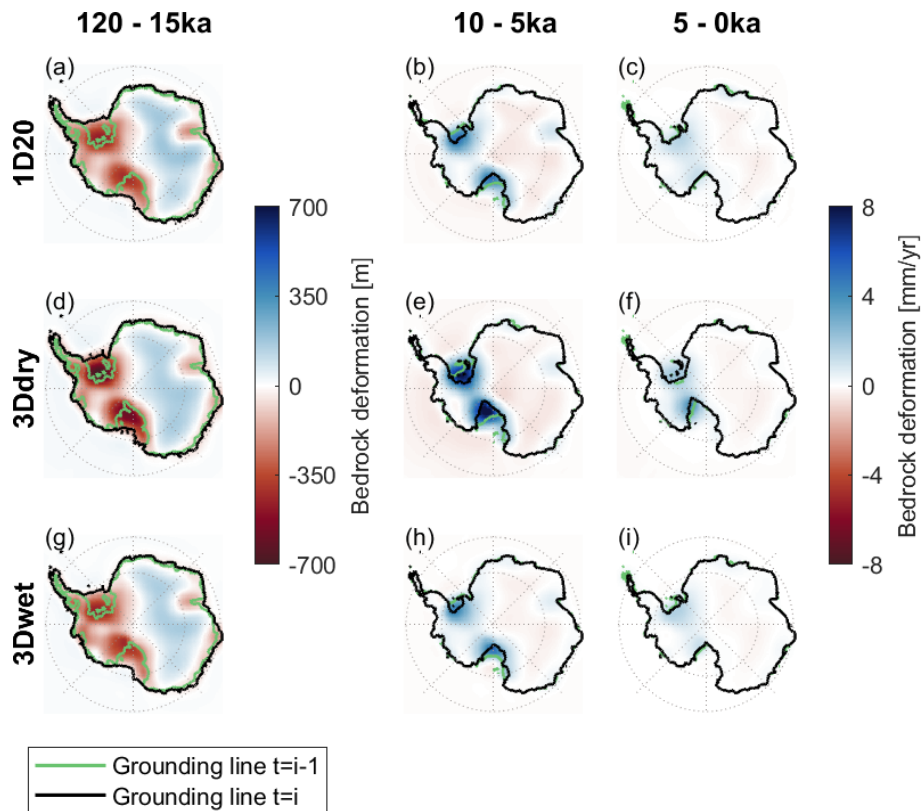 120 - 15ka
10 - 5ka
5 - 0ka
1D20
(a)
(b)
(c)
700
350
0
-350
-700
Bedrock deformation [m]
8
4
0
-4
-8
Bedrock deformation [mm/yr]
3Ddry
(d)
(e)
(f)
3Dwet
(g)
(h)
(i)
Grounding line t=i-1
Grounding line t=i